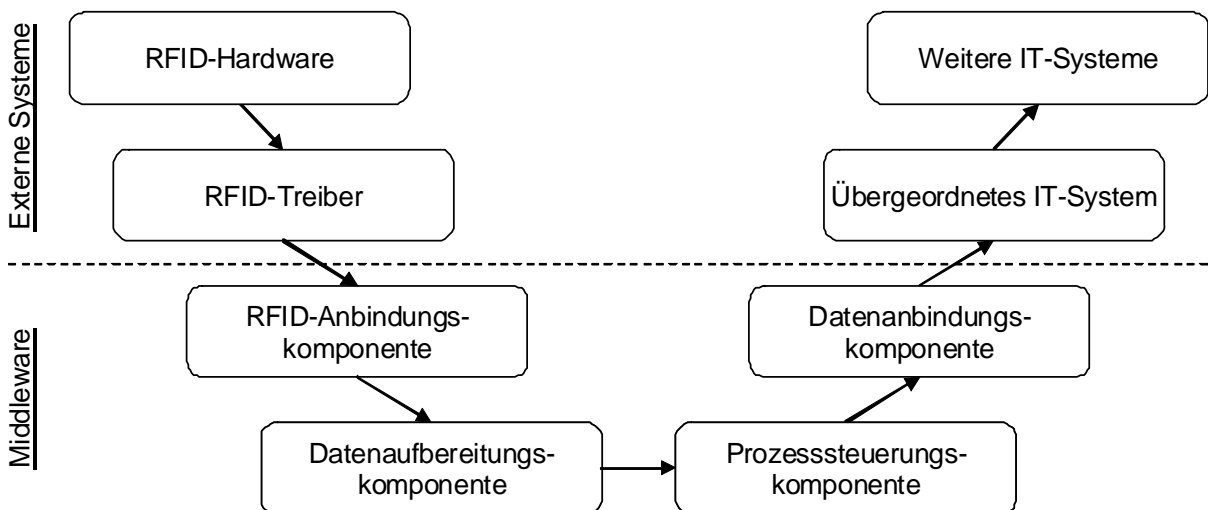 Externe Systeme
RFID-Hardware
Weitere IT-Systeme
RFID-Treiber
Übergeordnetes IT-System
Middleware
RFID-Anbindungs-
komponente
Datenanbindungs-
komponente
Datenaufbereitungs-
komponente
Prozesssteuerungs-
komponente